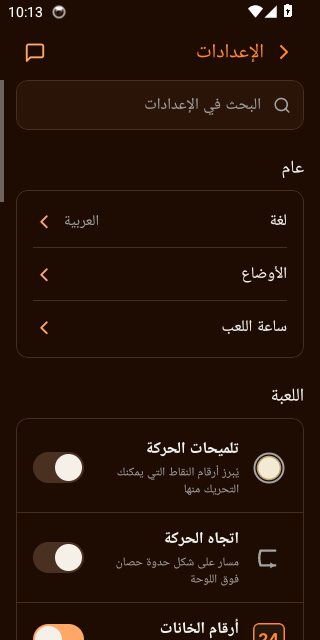 10:13
الإعدادات
البحث في الإعدادات
عام
لغة
العربية
الأوضاع
ساعة اللعب
اللعبة
تلميحات الحركة
يُبرز أرقام النقاط التي يمكنك
التحريك منها
اتجاه الحركة
مسار على شكل حدوة حصان
فوق اللوحة
أرقام الخانات
24